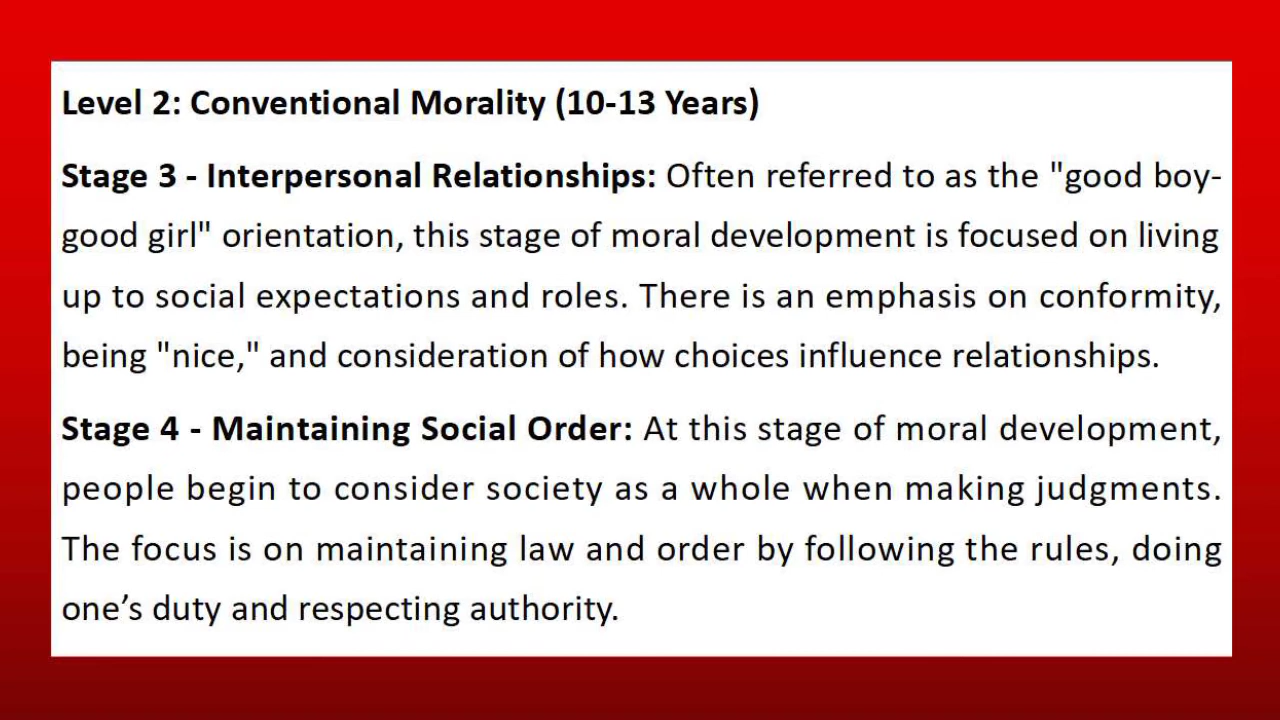 Level 2: Conventional Morality (10-13 Years)
Stage 3 - Interpersonal Relationships: Often referred to as the "good boy-
good girl" orientation, this stage of moral development is focused on living
up to social expectations and roles. There is an emphasis on conformity,
being "nice," and consideration of how choices influence relationships.
Stage 4 - Maintaining Social Order: At this stage of moral development,
people begin to consider society as a whole when making judgments.
The focus is on maintaining law and order by following the rules, doing
one’s duty and respecting authority.